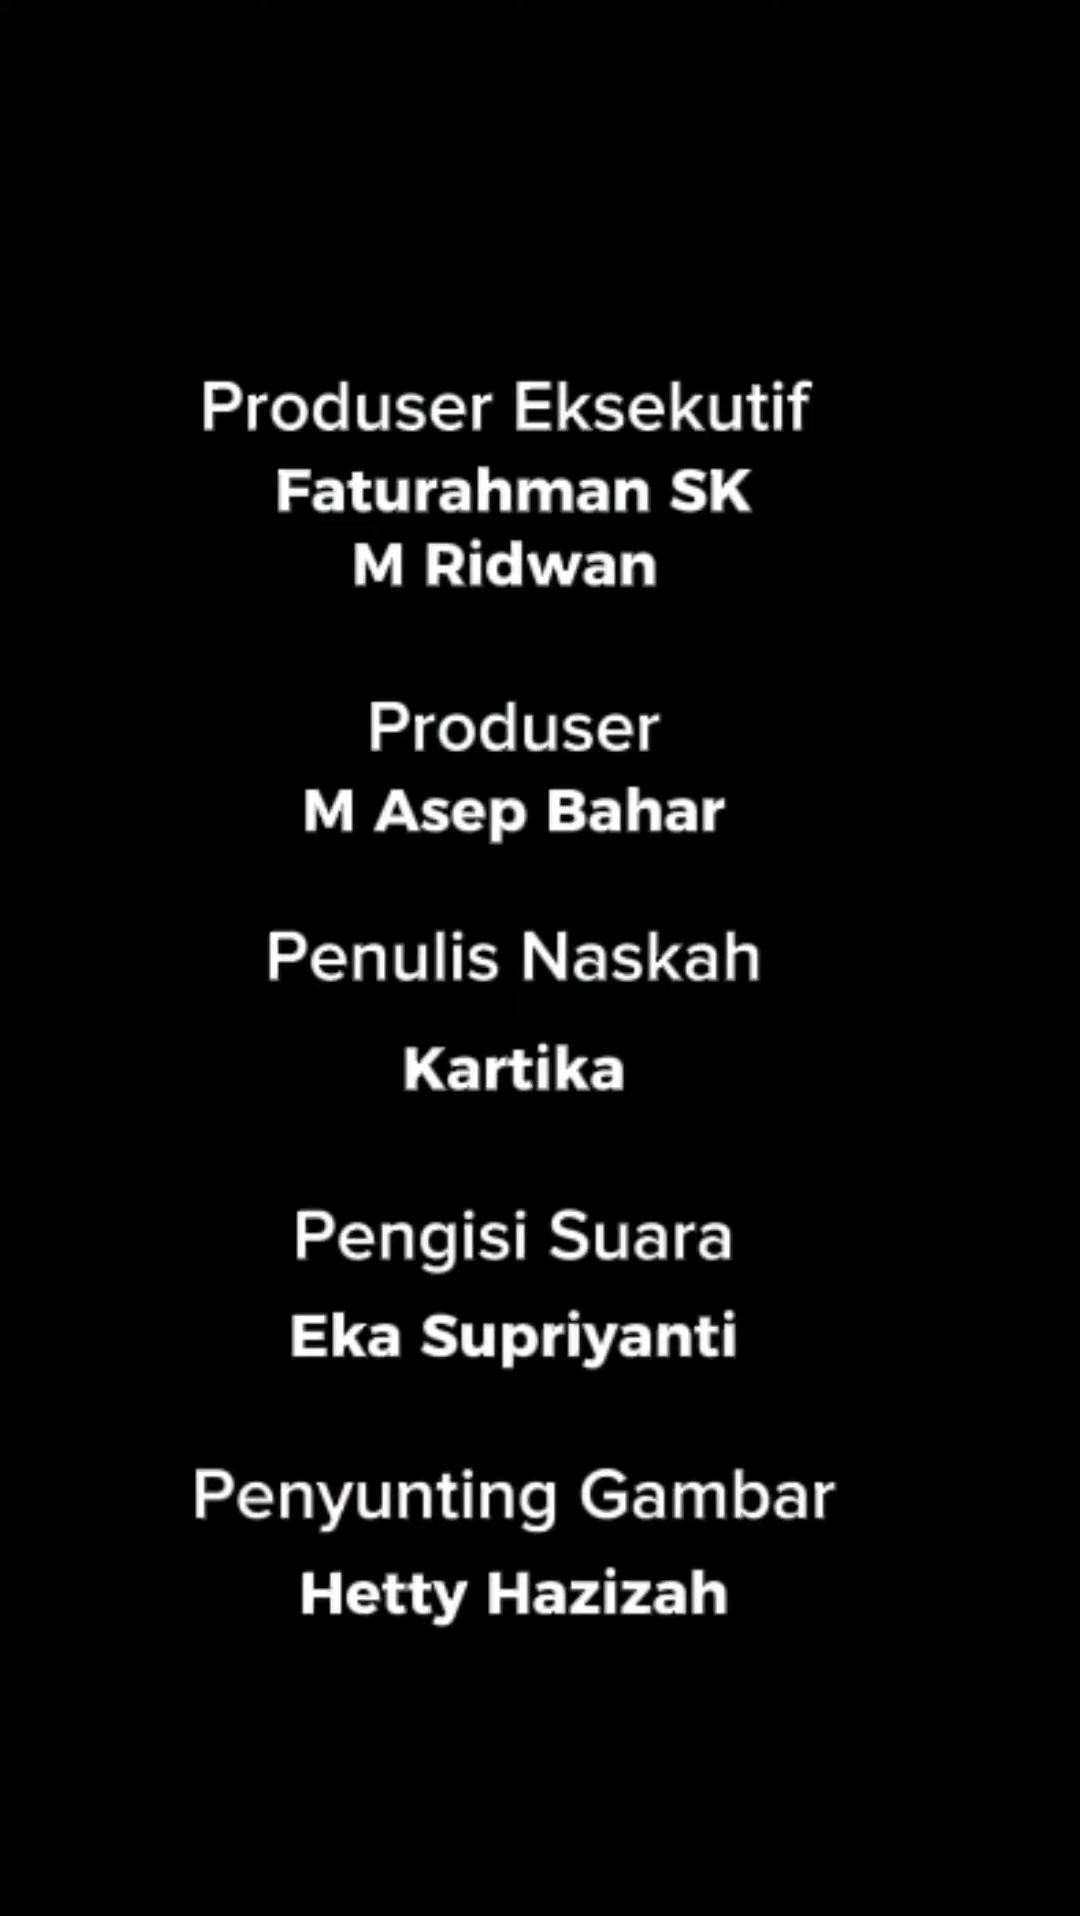 Produser Eksekutif
Faturahman SK
M Ridwan
Produser
M Asep Bahar
Penulis Naskah
Kartika
Pengisi Suara
Eka Supriyanti
Penyunting Gambar
Hetty Hazizah